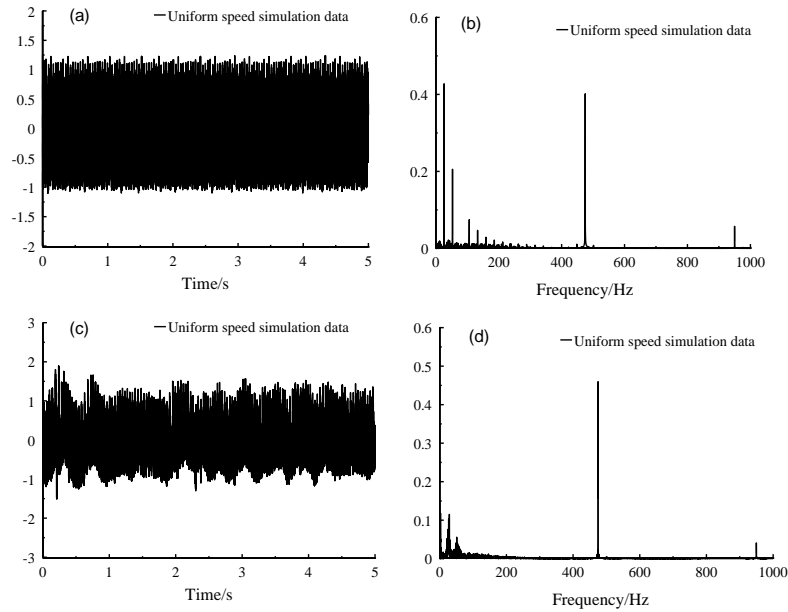 (a)
Uniform speed simulation data
2
1.5
1
0.5
0
-0.5
-1
-1.5
-2
0 1 2 3 4 5
Time/s
(b)
Uniform speed simulation data
0.6
0.4
0.2
0
0 200 400 600 800 1000
Frequency/Hz
(c)
Uniform speed simulation data
3
2
1
0
-1
-2
-3
0 1 2 3 4 5
Time/s
(d)
Uniform speed simulation data
0.6
0.5
0.4
0.3
0.2
0.1
0
0 200 400 600 800 1000
Frequency/Hz